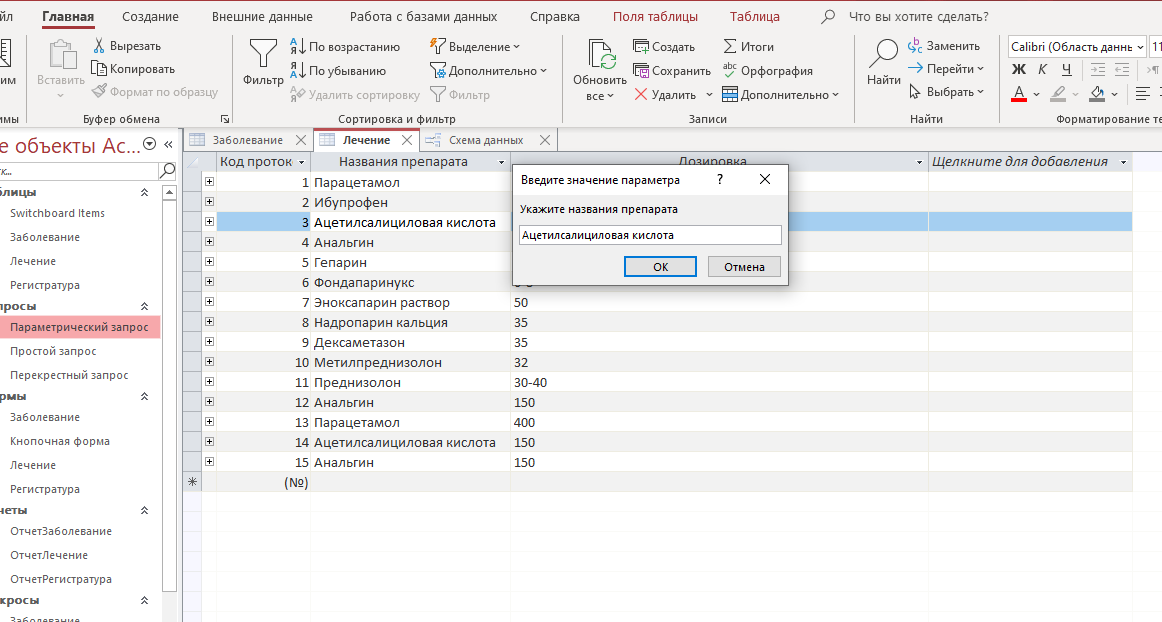 йл Главная Создание Внешние данные Работа с базами данных Справка Поля таблицы Таблица Что вы хотите сделать?
им
Вставить
Вырезать
Копировать
Формат по образцу
Буфер обмена
Фильтр
По возрастанию
По убыванию
Удалить сортировку
Выделение
Дополнительно
Фильтр
Сортировка и фильтр
Обновить
все
Создать
Сохранить
Удалить
Итоги
Орфография
Дополнительно
Записи
Найти
Заменить
Перейти
Выбрать
Найти
Calibri (Область даннь 11
Ж К Ч
А
Форматирование те
мы
е объекты Ac...
к...
блицы
Switchboard Items
Заболевание
Лечение
Регистратура
просы
Параметрический запрос
Простой запрос
Перекрестный запрос
рмы
Заболевание
Кнопочная форма
Лечение
Регистратура
четы
ОтчетЗаболевание
ОтчетЛечение
ОтчетРегистратура
кросы
Заболевание
Заболевание Лечение Схема данных
Код проток Названия препарата Дозировка Щелкните для добавления
1 Парацетамол
2 Ибупрофен
3 Ацетилсалициловая кислота
4 Анальгин
5 Гепарин
6 Фондапаринукс
7 Эноксапарин раствор 50
8 Надропарин кальция 35
9 Дексаметазон 35
10 Метилпреднизолон 32
11 Преднизолон 30-40
12 Анальгин 150
13 Парацетамол 400
14 Ацетилсалициловая кислота 150
15 Анальгин 150
(№)
Введите значение параметра ?
Укажите названия препарата
Ацетилсалициловая кислота
ОК Отмена